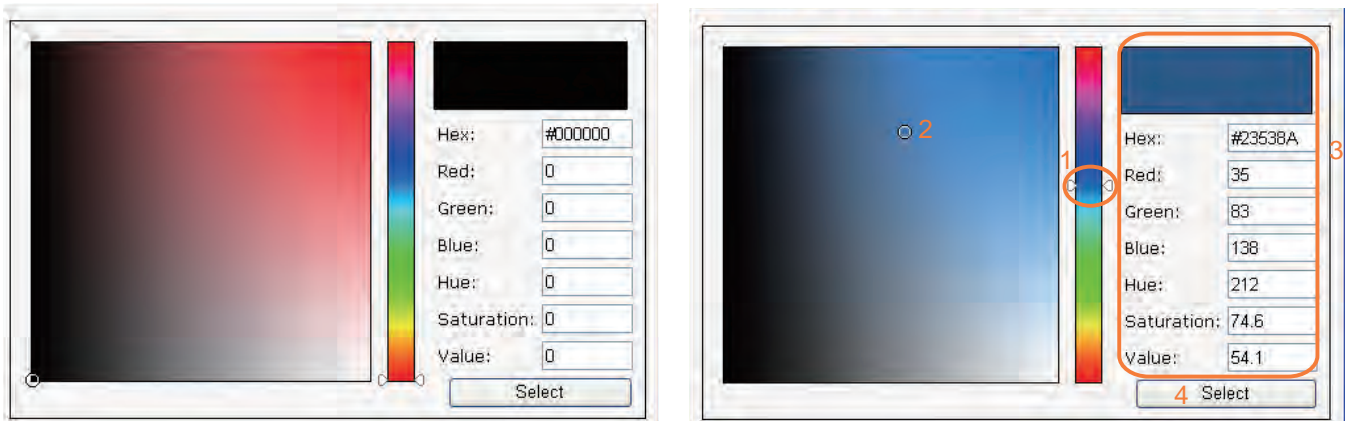 Hex: #000000
Red: 0
Green: 0
Blue: 0
Hue: 0
Saturation: 0
Value: 0
Select
2
1
3
Hex: #23538A
Red: 35
Green: 83
Blue: 138
Hue: 212
Saturation: 74.6
Value: 54.1
4 Select